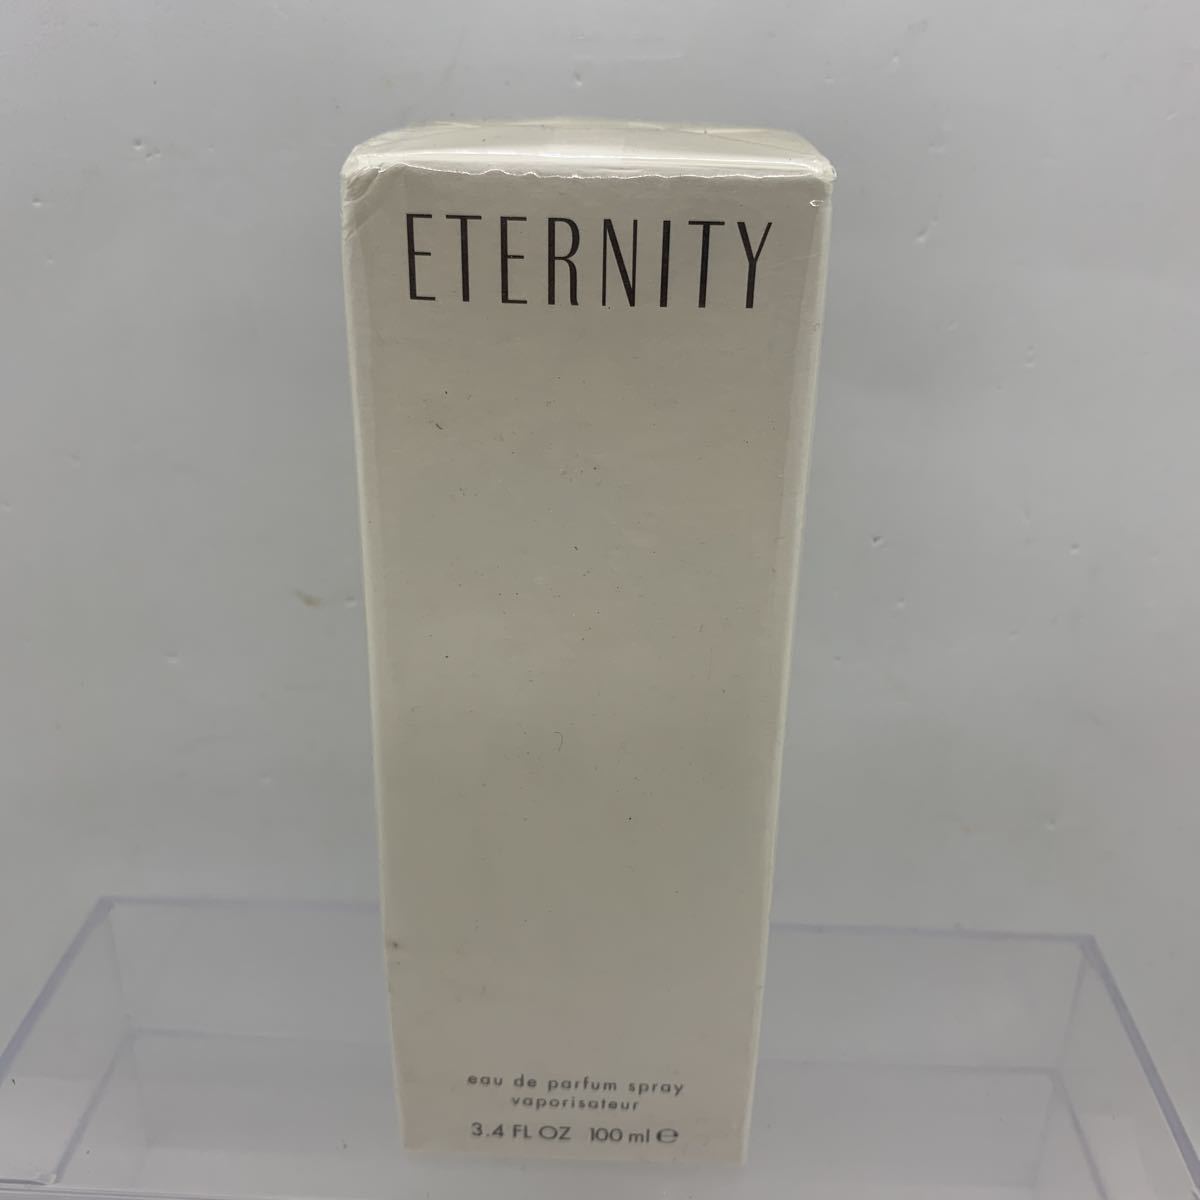 ETERNITY
eau de parfum spray
vaporisateur
3.4 FL OZ 100 ml ℮